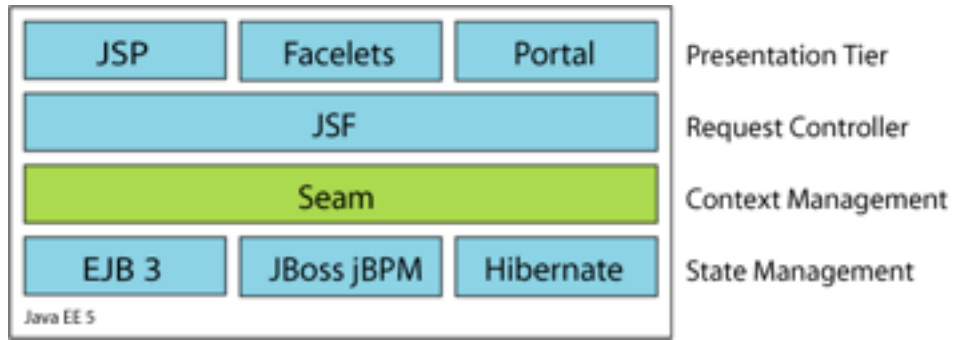 JSP Facelets Portal Presentation Tier
JSF Request Controller
Seam Context Management
EJB 3 JBoss jBPM Hibernate State Management
Java EE 5